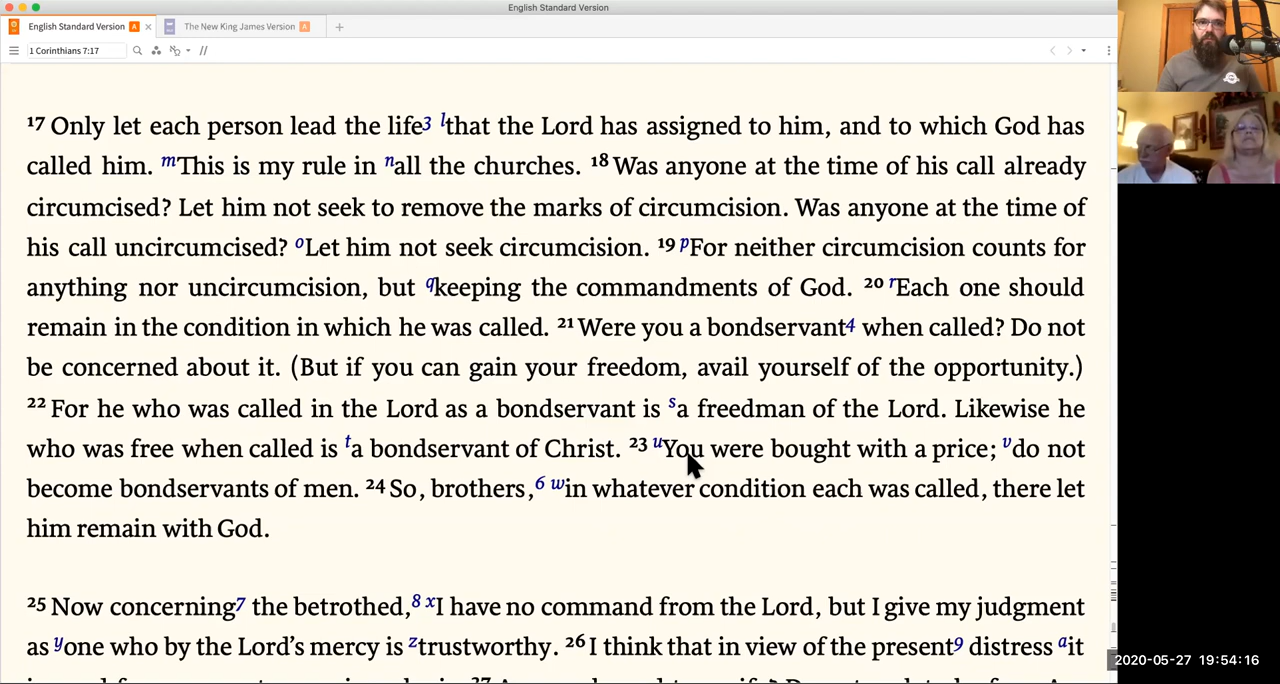 English Standard Version
English Standard Version A
The New King James Version A
1 Corinthians 7:17
17 Only let each person lead the life3 lthat the Lord has assigned to him, and to which God has
called him. mThis is my rule in nall the churches. 18 Was anyone at the time of his call already
circumcised? Let him not seek to remove the marks of circumcision. Was anyone at the time of
his call uncircumcised? oLet him not seek circumcision. 19 pFor neither circumcision counts for
anything nor uncircumcision, but qkeeping the commandments of God. 20 rEach one should
remain in the condition in which he was called. 21 Were you a bondservant4 when called? Do not
be concerned about it. (But if you can gain your freedom, avail yourself of the opportunity.)
22 For he who was called in the Lord as a bondservant is sa freedman of the Lord. Likewise he
who was free when called is ta bondservant of Christ. 23 uYou were bought with a price; vdo not
become bondservants of men. 24 So, brothers,6 win whatever condition each was called, there let
him remain with God.
25 Now concerning7 the betrothed,8 xI have no command from the Lord, but I give my judgment
as yone who by the Lord's mercy is ztrustworthy. 26 I think that in view of the present9 distress ait
2020-05-27 19:54:16